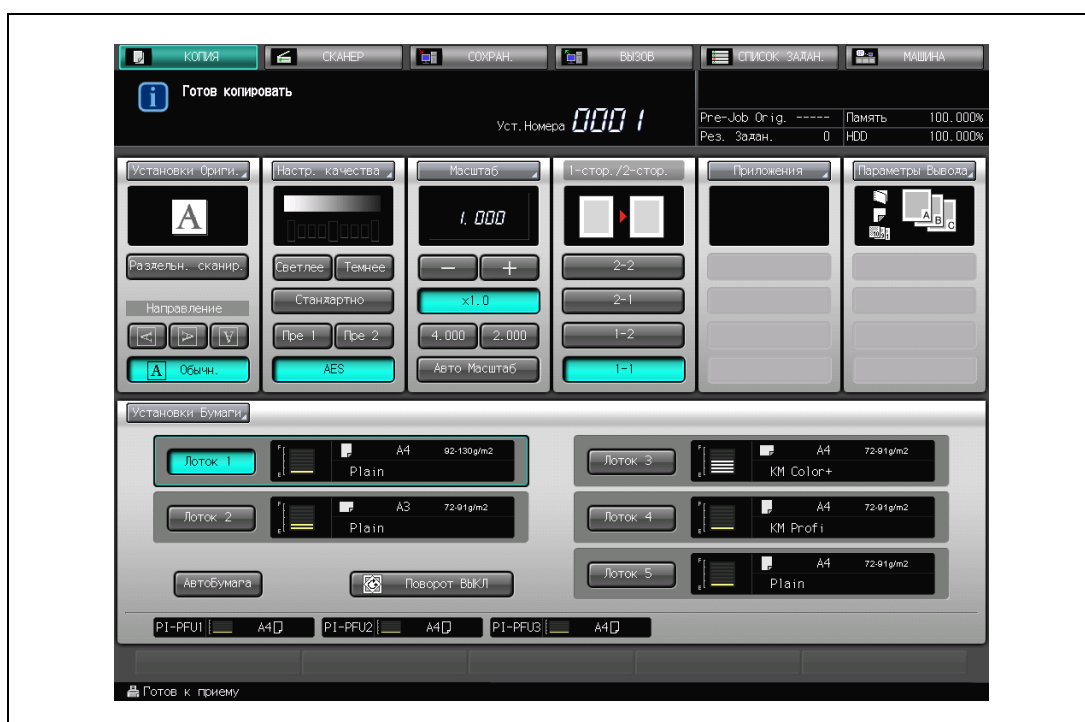 КОПИЯ СКАНЕР СОХРАН. ВЫЗОВ СПИСОК ЗАДАН. МАШИНА
Готов копировать
Уст.Номера 0001
Pre-Job Orig. ----- Память 100.000%
Рез. Задан. 0 HDD 100.000%
Установки Ориги. Настр. качества Масштаб 1-стор./2-стор. Приложения Параметры Вывода
A 1.000 A B C
Раздельн. сканир. Светлее Темнее − + 2-2
Направление Стандартно x1.0 2-1
A A A Пре 1 Пре 2 4.000 2.000 1-2
A Обычн. AES Авто Масштаб 1-1
Установки Бумаги
Лоток 1 F E A4 92-130g/m2 Plain
Лоток 2 F E A3 72-91g/m2 Plain
Лоток 3 F E A4 72-91g/m2 KM Color+
Лоток 4 F E A4 72-91g/m2 KM Profi
Лоток 5 F E A4 72-91g/m2 Plain
АвтоБумага Поворот ВЫКЛ
PI-PFU1 A4 PI-PFU2 A4 PI-PFU3 A4
Готов к приему